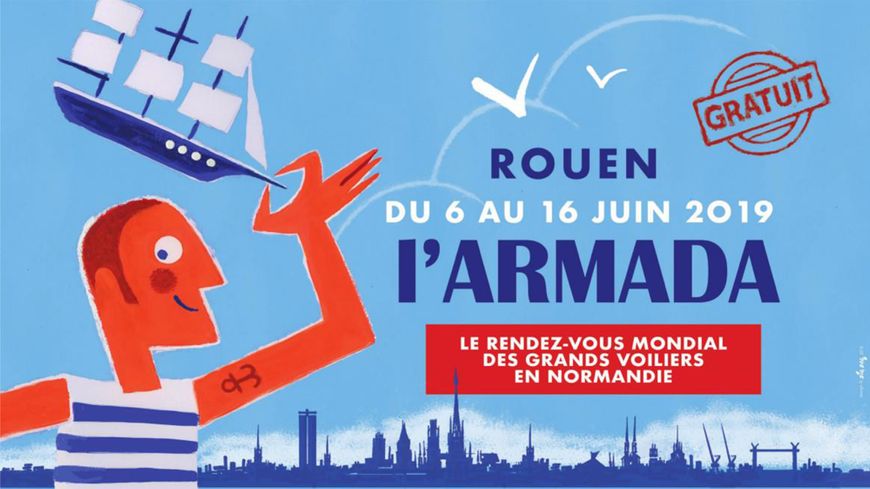 GRATUIT
ROUEN
DU 6 AU 16 JUIN 2019
l'ARMADA
LE RENDEZ-VOUS MONDIAL
DES GRANDS VOILIERS
EN NORMANDIE